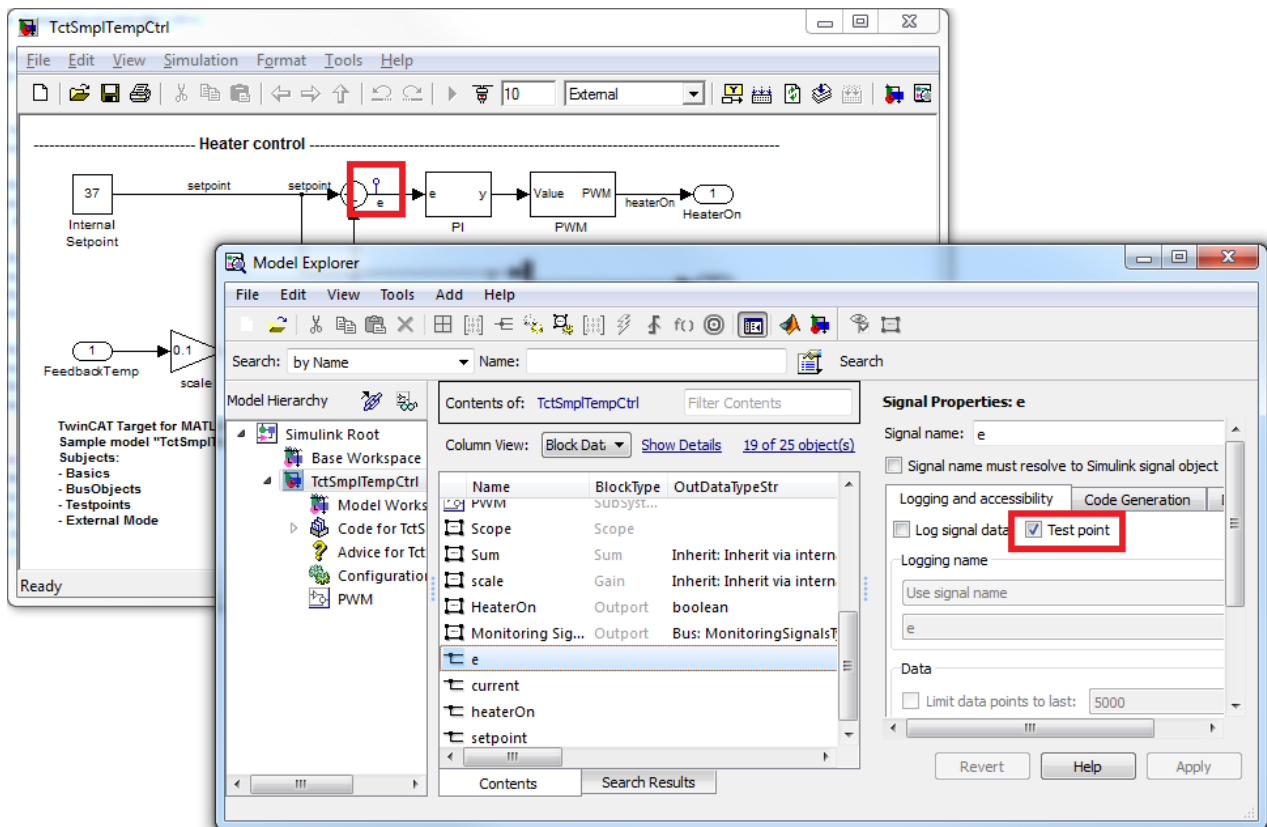 TctSmplTempCtrl
File Edit View Simulation Format Tools Help
10 External
Heater control
37 setpoint setpoint e e y Value PWM heaterOn 1
Internal Setpoint
PI PWM HeaterOn
1 0.1
FeedbackTemp
scale
TwinCAT Target for MATL
Sample model "TctSmplT
Subjects:
- Basics
- BusObjects
- Testpoints
- External Mode
Ready
Model Explorer
File Edit View Tools Add Help
Search: by Name Name: Search
Model Hierarchy
Simulink Root
Base Workspace
TctSmplTempCtrl
Model Works
Code for TctS
Advice for Tct
Configuration
PWM
Contents of: TctSmplTempCtrl Filter Contents
Column View: Block Dat Show Details 19 of 25 object(s)
Name BlockType OutDataTypeStr
PWM SubSyst...
Scope Scope
Sum Sum Inherit: Inherit via intern
scale Gain Inherit: Inherit via intern
HeaterOn Outport boolean
Monitoring Sig... Outport Bus: MonitoringSignalsT
e
current
heaterOn
setpoint
Contents Search Results
Signal Properties: e
Signal name: e
Signal name must resolve to Simulink signal object
Logging and accessibility Code Generation
Log signal data Test point
Logging name
Use signal name
e
Data
Limit data points to last: 5000
Revert Help Apply